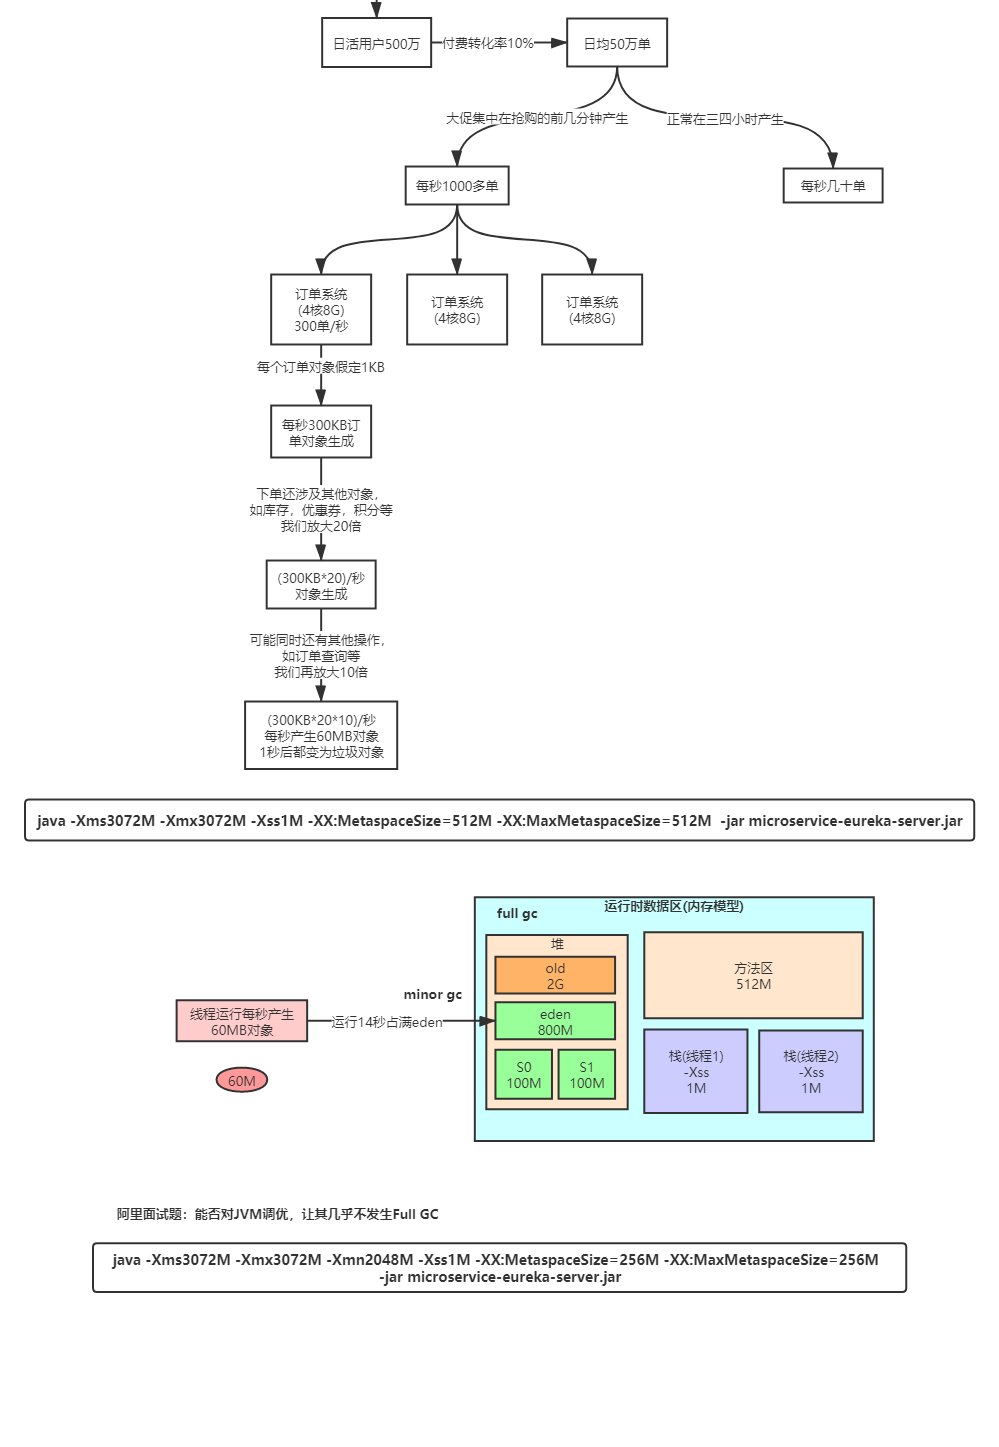 日活用户500万
付费转化率10%
日均50万单
大促集中在抢购的前几分钟产生
正常在三四小时产生
每秒1000多单
每秒几十单
订单系统
(4核8G)
300单/秒
订单系统
(4核8G)
订单系统
(4核8G)
每个订单对象假定1KB
每秒300KB订
单对象生成
下单还涉及其他对象，
如库存，优惠券，积分等
我们放大20倍
(300KB*20)/秒
对象生成
可能同时还有其他操作，
如订单查询等
我们再放大10倍
(300KB*20*10)/秒
每秒产生60MB对象
1秒后都变为垃圾对象
java -Xms3072M -Xmx3072M -Xss1M -XX:MetaspaceSize=512M -XX:MaxMetaspaceSize=512M  -jar microservice-eureka-server.jar
运行时数据区(内存模型)
full gc
堆
old
2G
方法区
512M
minor gc
线程运行每秒产生
60MB对象
运行14秒占满eden
eden
800M
S0
100M
S1
100M
栈(线程1)
-Xss
1M
栈(线程2)
-Xss
1M
60M
阿里面试题：能否对JVM调优，让其几乎不发生Full GC
java -Xms3072M -Xmx3072M -Xmn2048M -Xss1M -XX:MetaspaceSize=256M -XX:MaxMetaspaceSize=256M
-jar microservice-eureka-server.jar